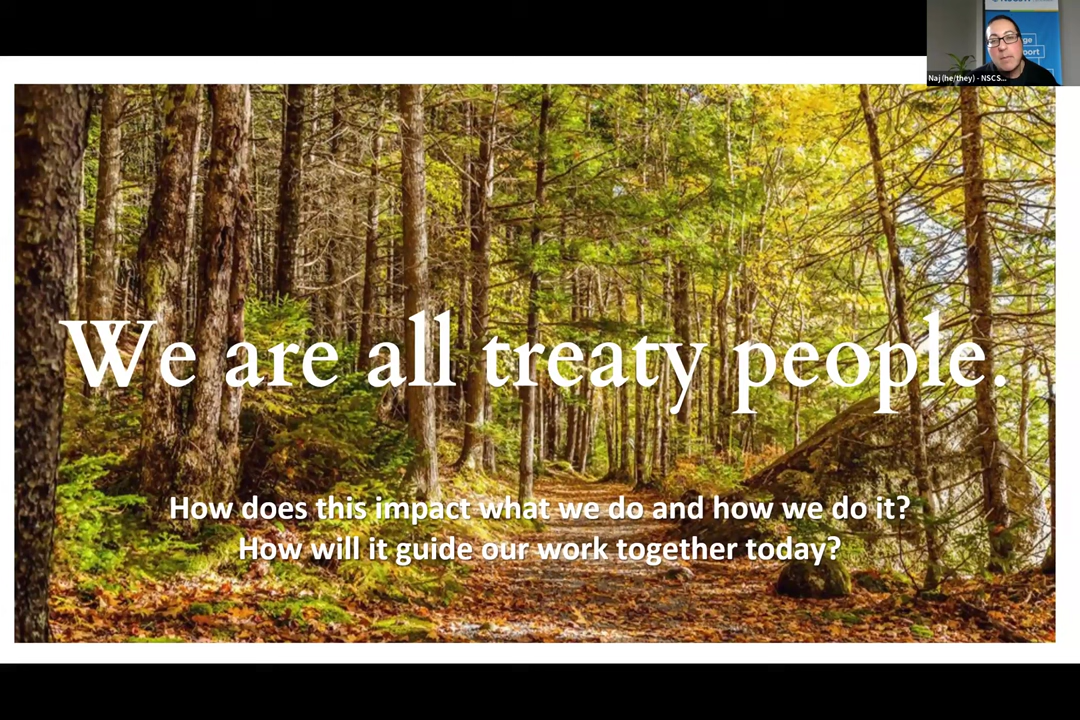 Naj (he/they) - NSCS...
We are all treaty people.
How does this impact what we do and how we do it?
How will it guide our work together today?